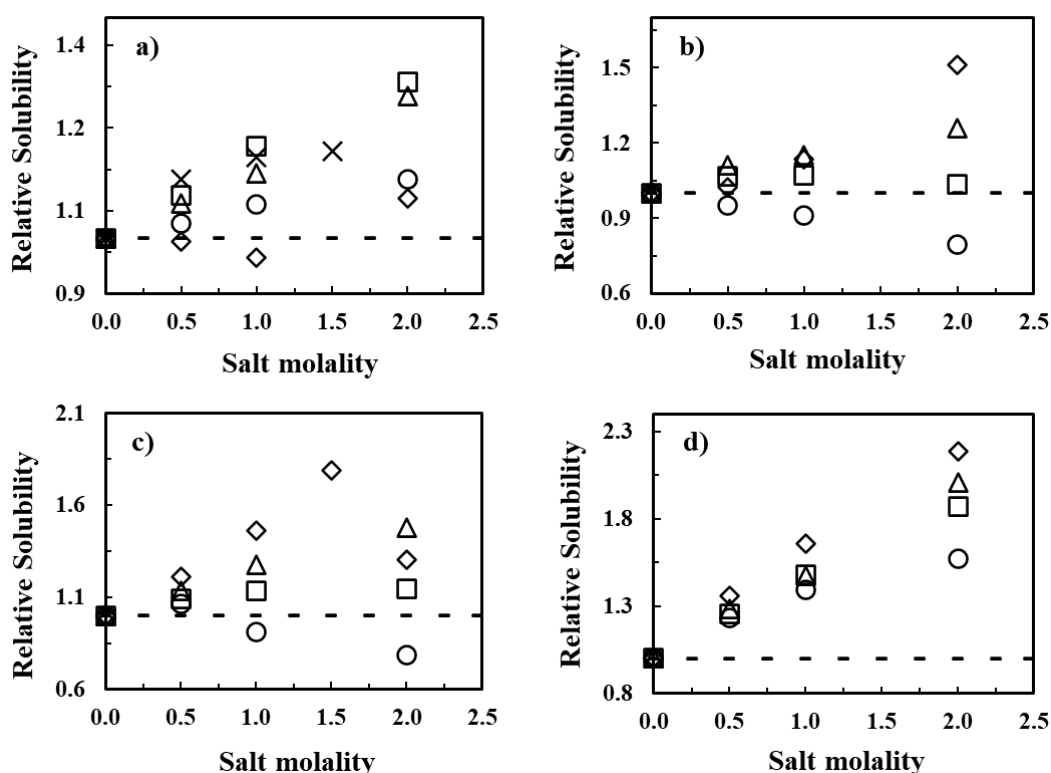 a)
Relative Solubility
1.4
1.2
1.1
0.9
0.0 0.5 1.0 1.5 2.0 2.5
Salt molality
b)
Relative Solubility
1.5
1.2
0.9
0.6
0.0 0.5 1.0 1.5 2.0 2.5
Salt molality
c)
Relative Solubility
2.1
1.6
1.1
0.6
0.0 0.5 1.0 1.5 2.0 2.5
Salt molality
d)
Relative Solubility
2.3
1.8
1.3
0.8
0.0 0.5 1.0 1.5 2.0 2.5
Salt molality